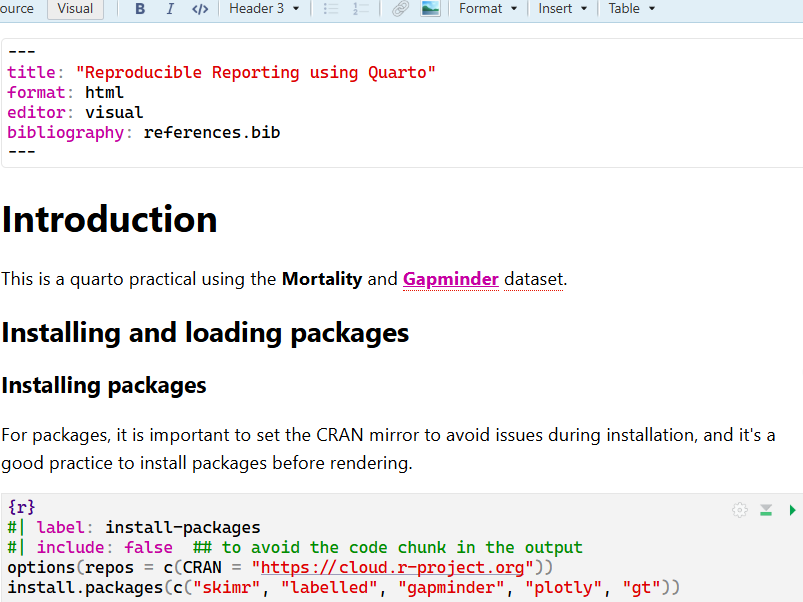 ource Visual B I </> Header 3 Format Insert Table
---
title: "Reproducible Reporting using Quarto"
format: html
editor: visual
bibliography: references.bib
---
Introduction
This is a quarto practical using the Mortality and Gapminder dataset.
Installing and loading packages
Installing packages
For packages, it is important to set the CRAN mirror to avoid issues during installation, and it's a
good practice to install packages before rendering.
{r}
#| label: install-packages
#| include: false  ## to avoid the code chunk in the output
options(repos = c(CRAN = "https://cloud.r-project.org"))
install.packages(c("skimr", "labelled", "gapminder", "plotly", "gt"))